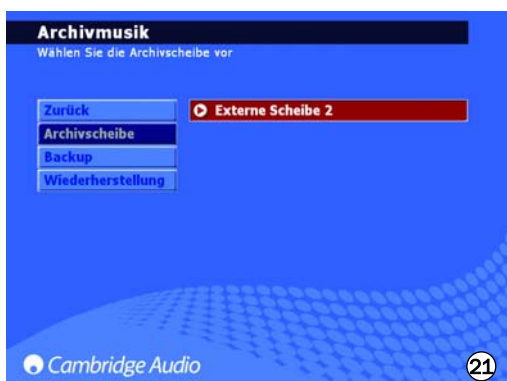 Archivmusik
Wählen Sie die Archivscheibe vor
Zurück
Externe Scheibe 2
Archivscheibe
Backup
Wiederherstellung
Cambridge Audio
21